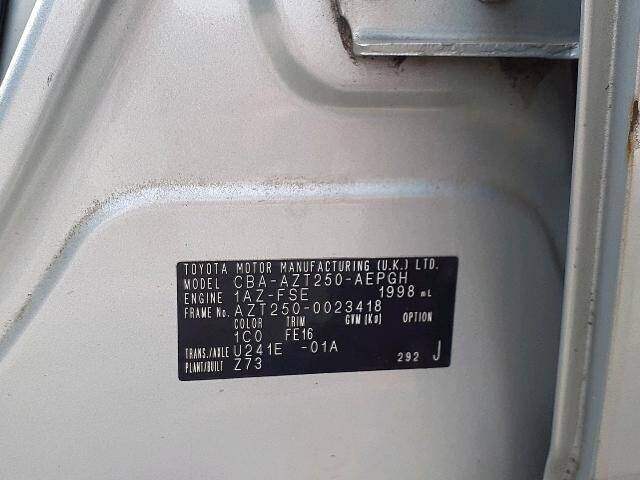 TOYOTA MOTOR MANUFACTURING (U.K.) LTD.
MODEL CBA-AZT250-AEPGH
ENGINE 1AZ-FSE 1998 mL
FRAME No. AZT250-0023418
COLOR TRIM GVM (Kg) OPTION
1C0 FE16
TRANS./AXLE U241E -01A
PLANT/BUILT Z73 292 J